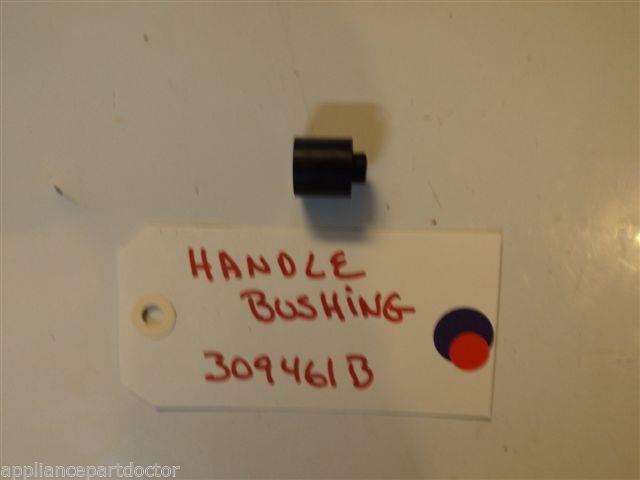 HANDLE
BUSHING
309461B
appliancepartdoctor